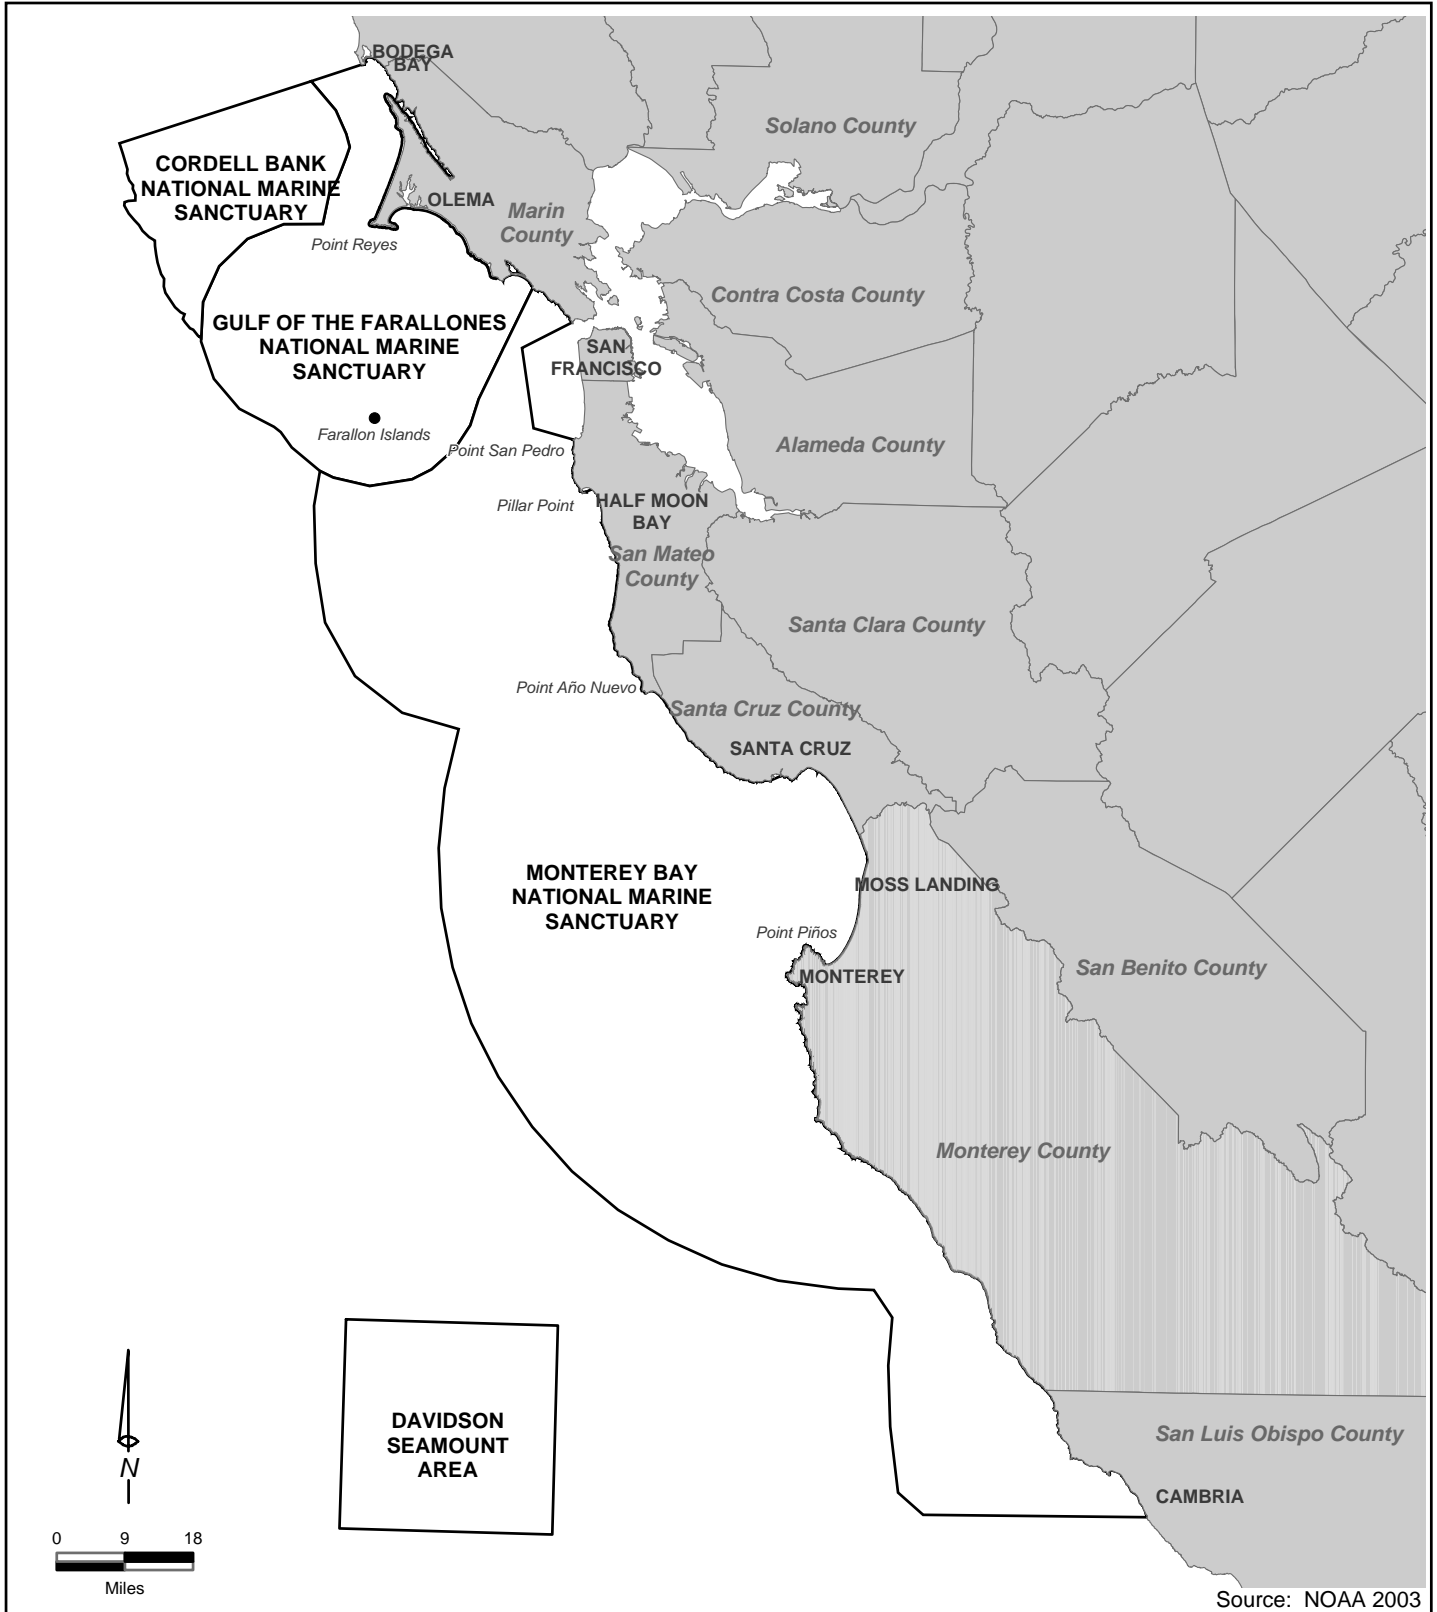 BODEGA
BAY
Solano County
CORDELL BANK
NATIONAL MARINE
SANCTUARY
OLEMA
Marin
County
Point Reyes
Contra Costa County
GULF OF THE FARALLONES
NATIONAL MARINE
SANCTUARY
SAN
FRANCISCO
Farallon Islands
Point San Pedro
Alameda County
Pillar Point
HALF MOON
BAY
San Mateo
County
Santa Clara County
Point Año Nuevo
Santa Cruz County
SANTA CRUZ
MONTEREY BAY
NATIONAL MARINE
SANCTUARY
MOSS LANDING
Point Piños
MONTEREY
San Benito County
Monterey County
DAVIDSON
SEAMOUNT
AREA
San Luis Obispo County
CAMBRIA
N
0 9 18
Miles
Source: NOAA 2003